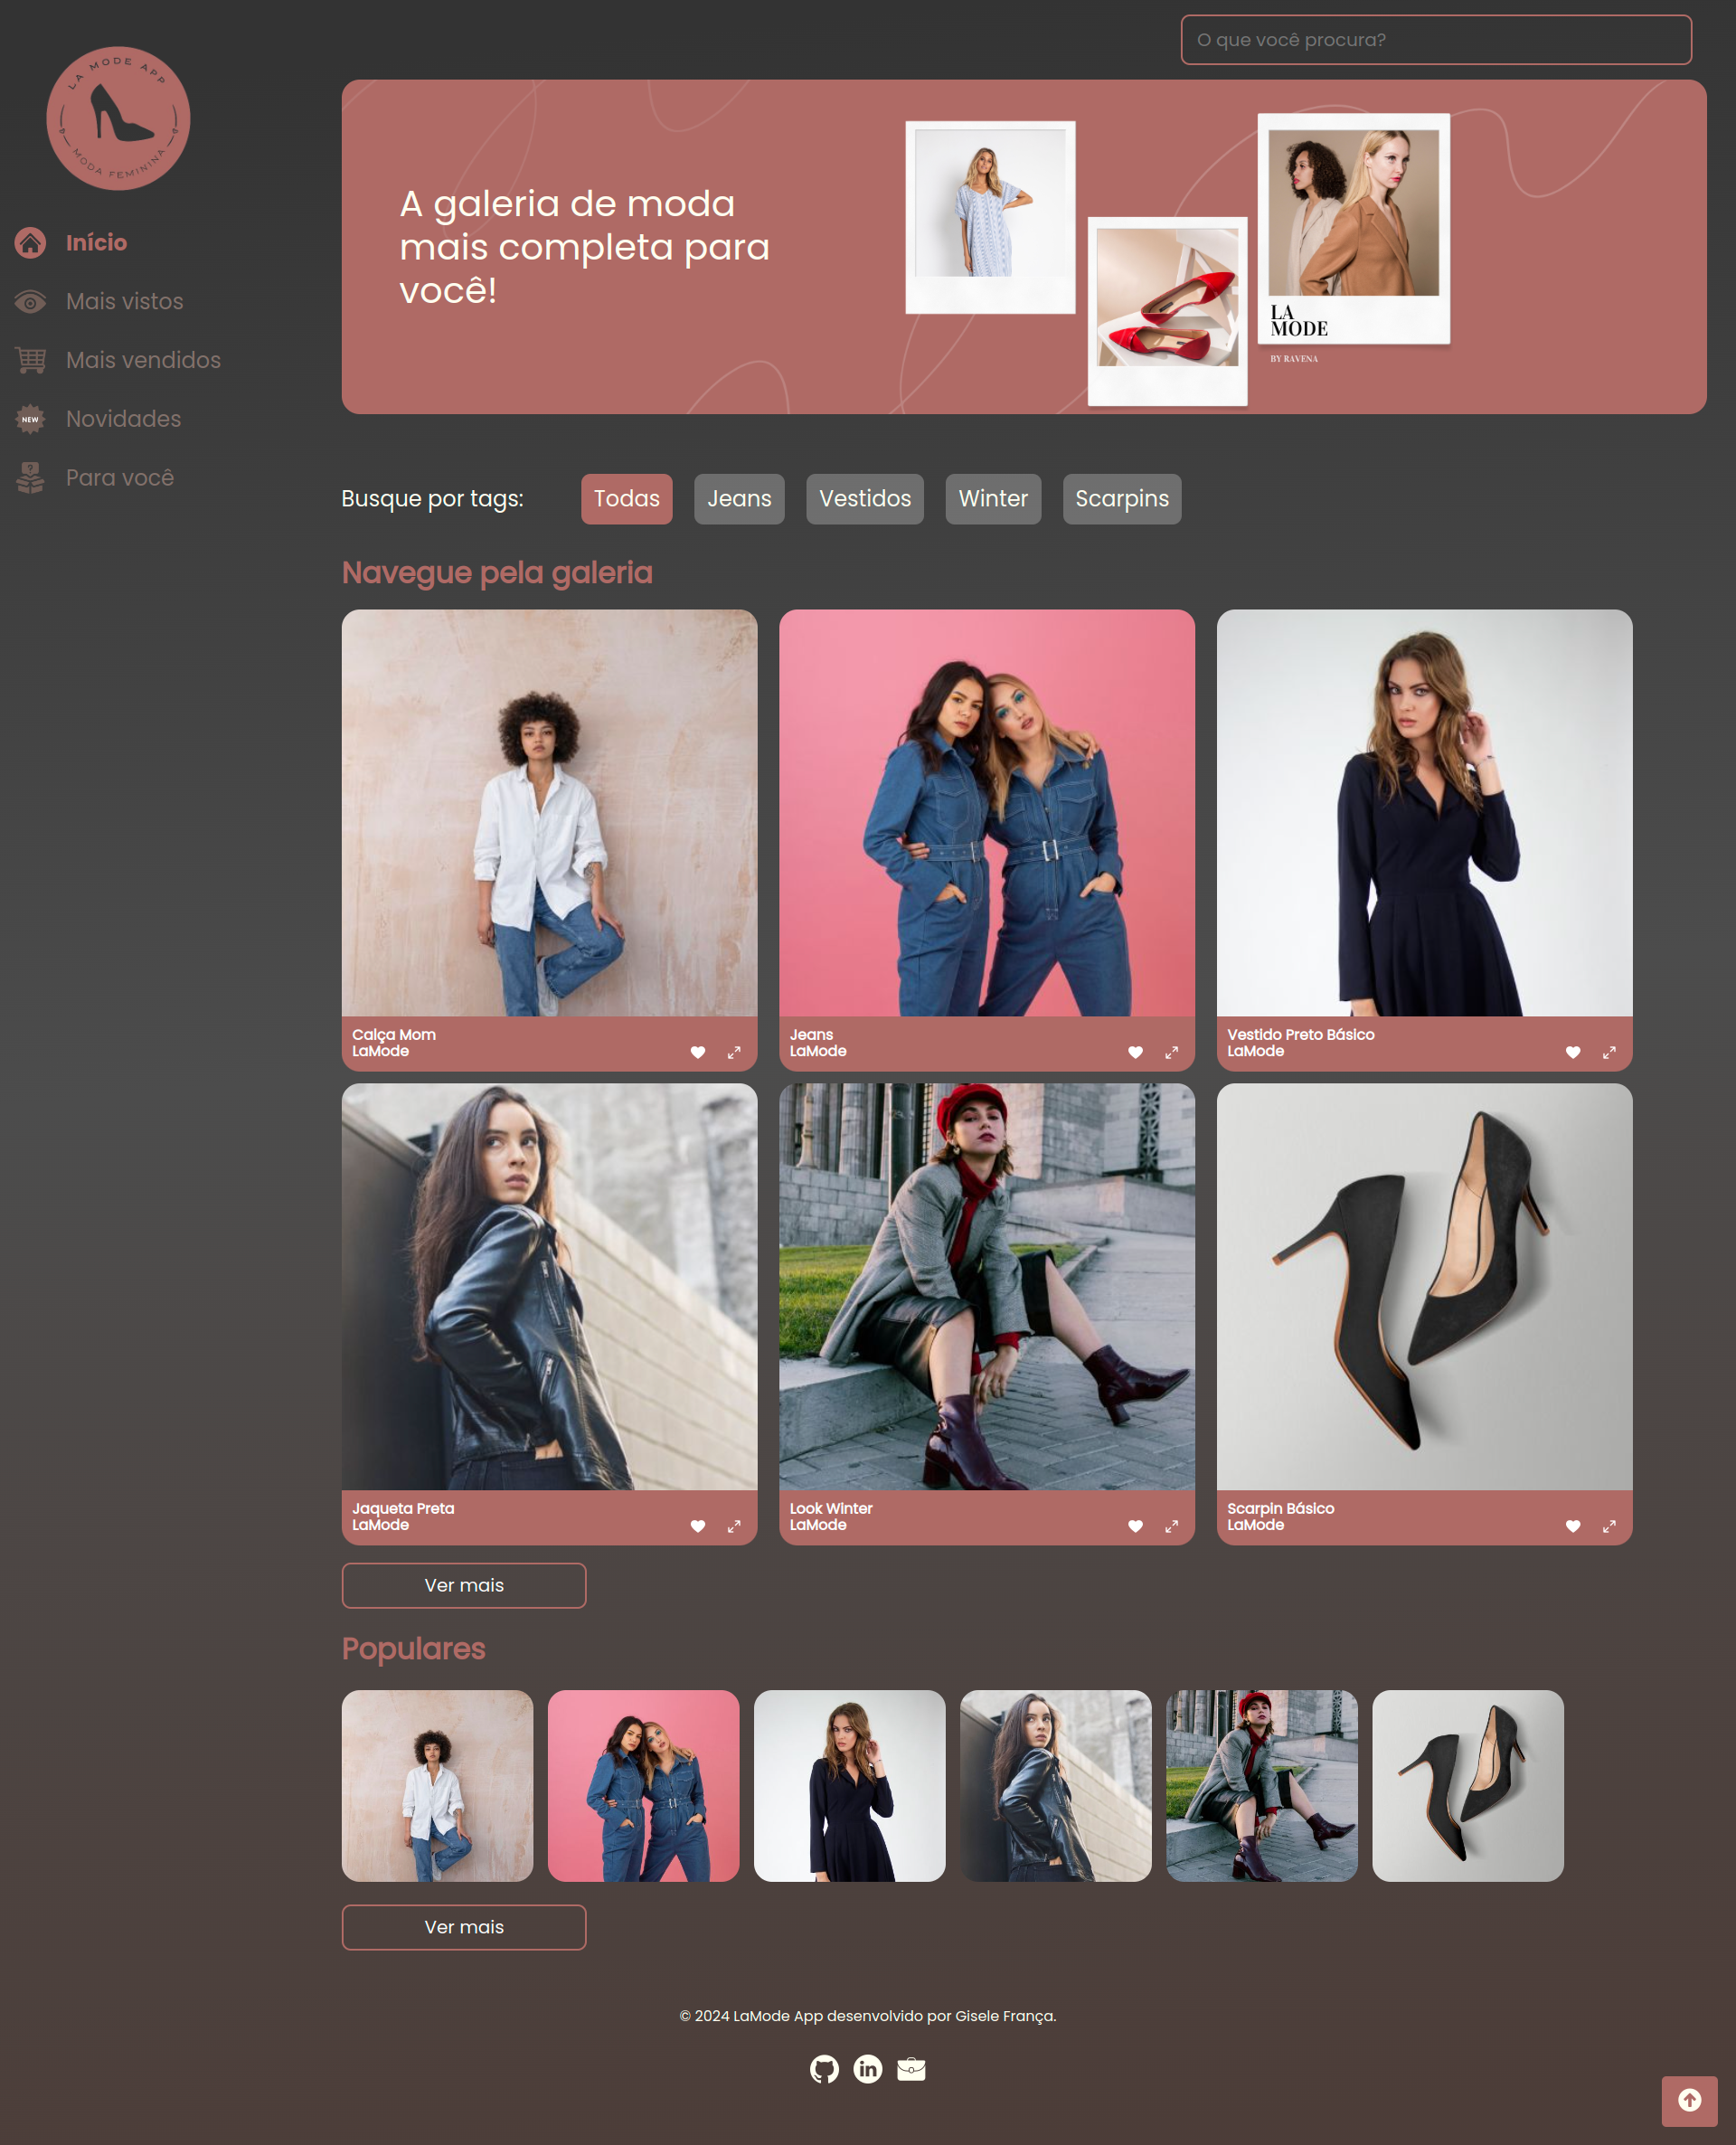 O que você procura?
LA MODE APP
MODA FEMININA
Início
Mais vistos
Mais vendidos
NEW
Novidades
Para você
A galeria de moda
mais completa para
você!
LA
MODE
BY RAVENA
Busque por tags:
Todas
Jeans
Vestidos
Winter
Scarpins
Navegue pela galeria
Calça Mom
LaMode
Jeans
LaMode
Vestido Preto Básico
LaMode
Jaqueta Preta
LaMode
Look Winter
LaMode
Scarpin Básico
LaMode
Ver mais
Populares
Ver mais
© 2024 LaMode App desenvolvido por Gisele França.
in